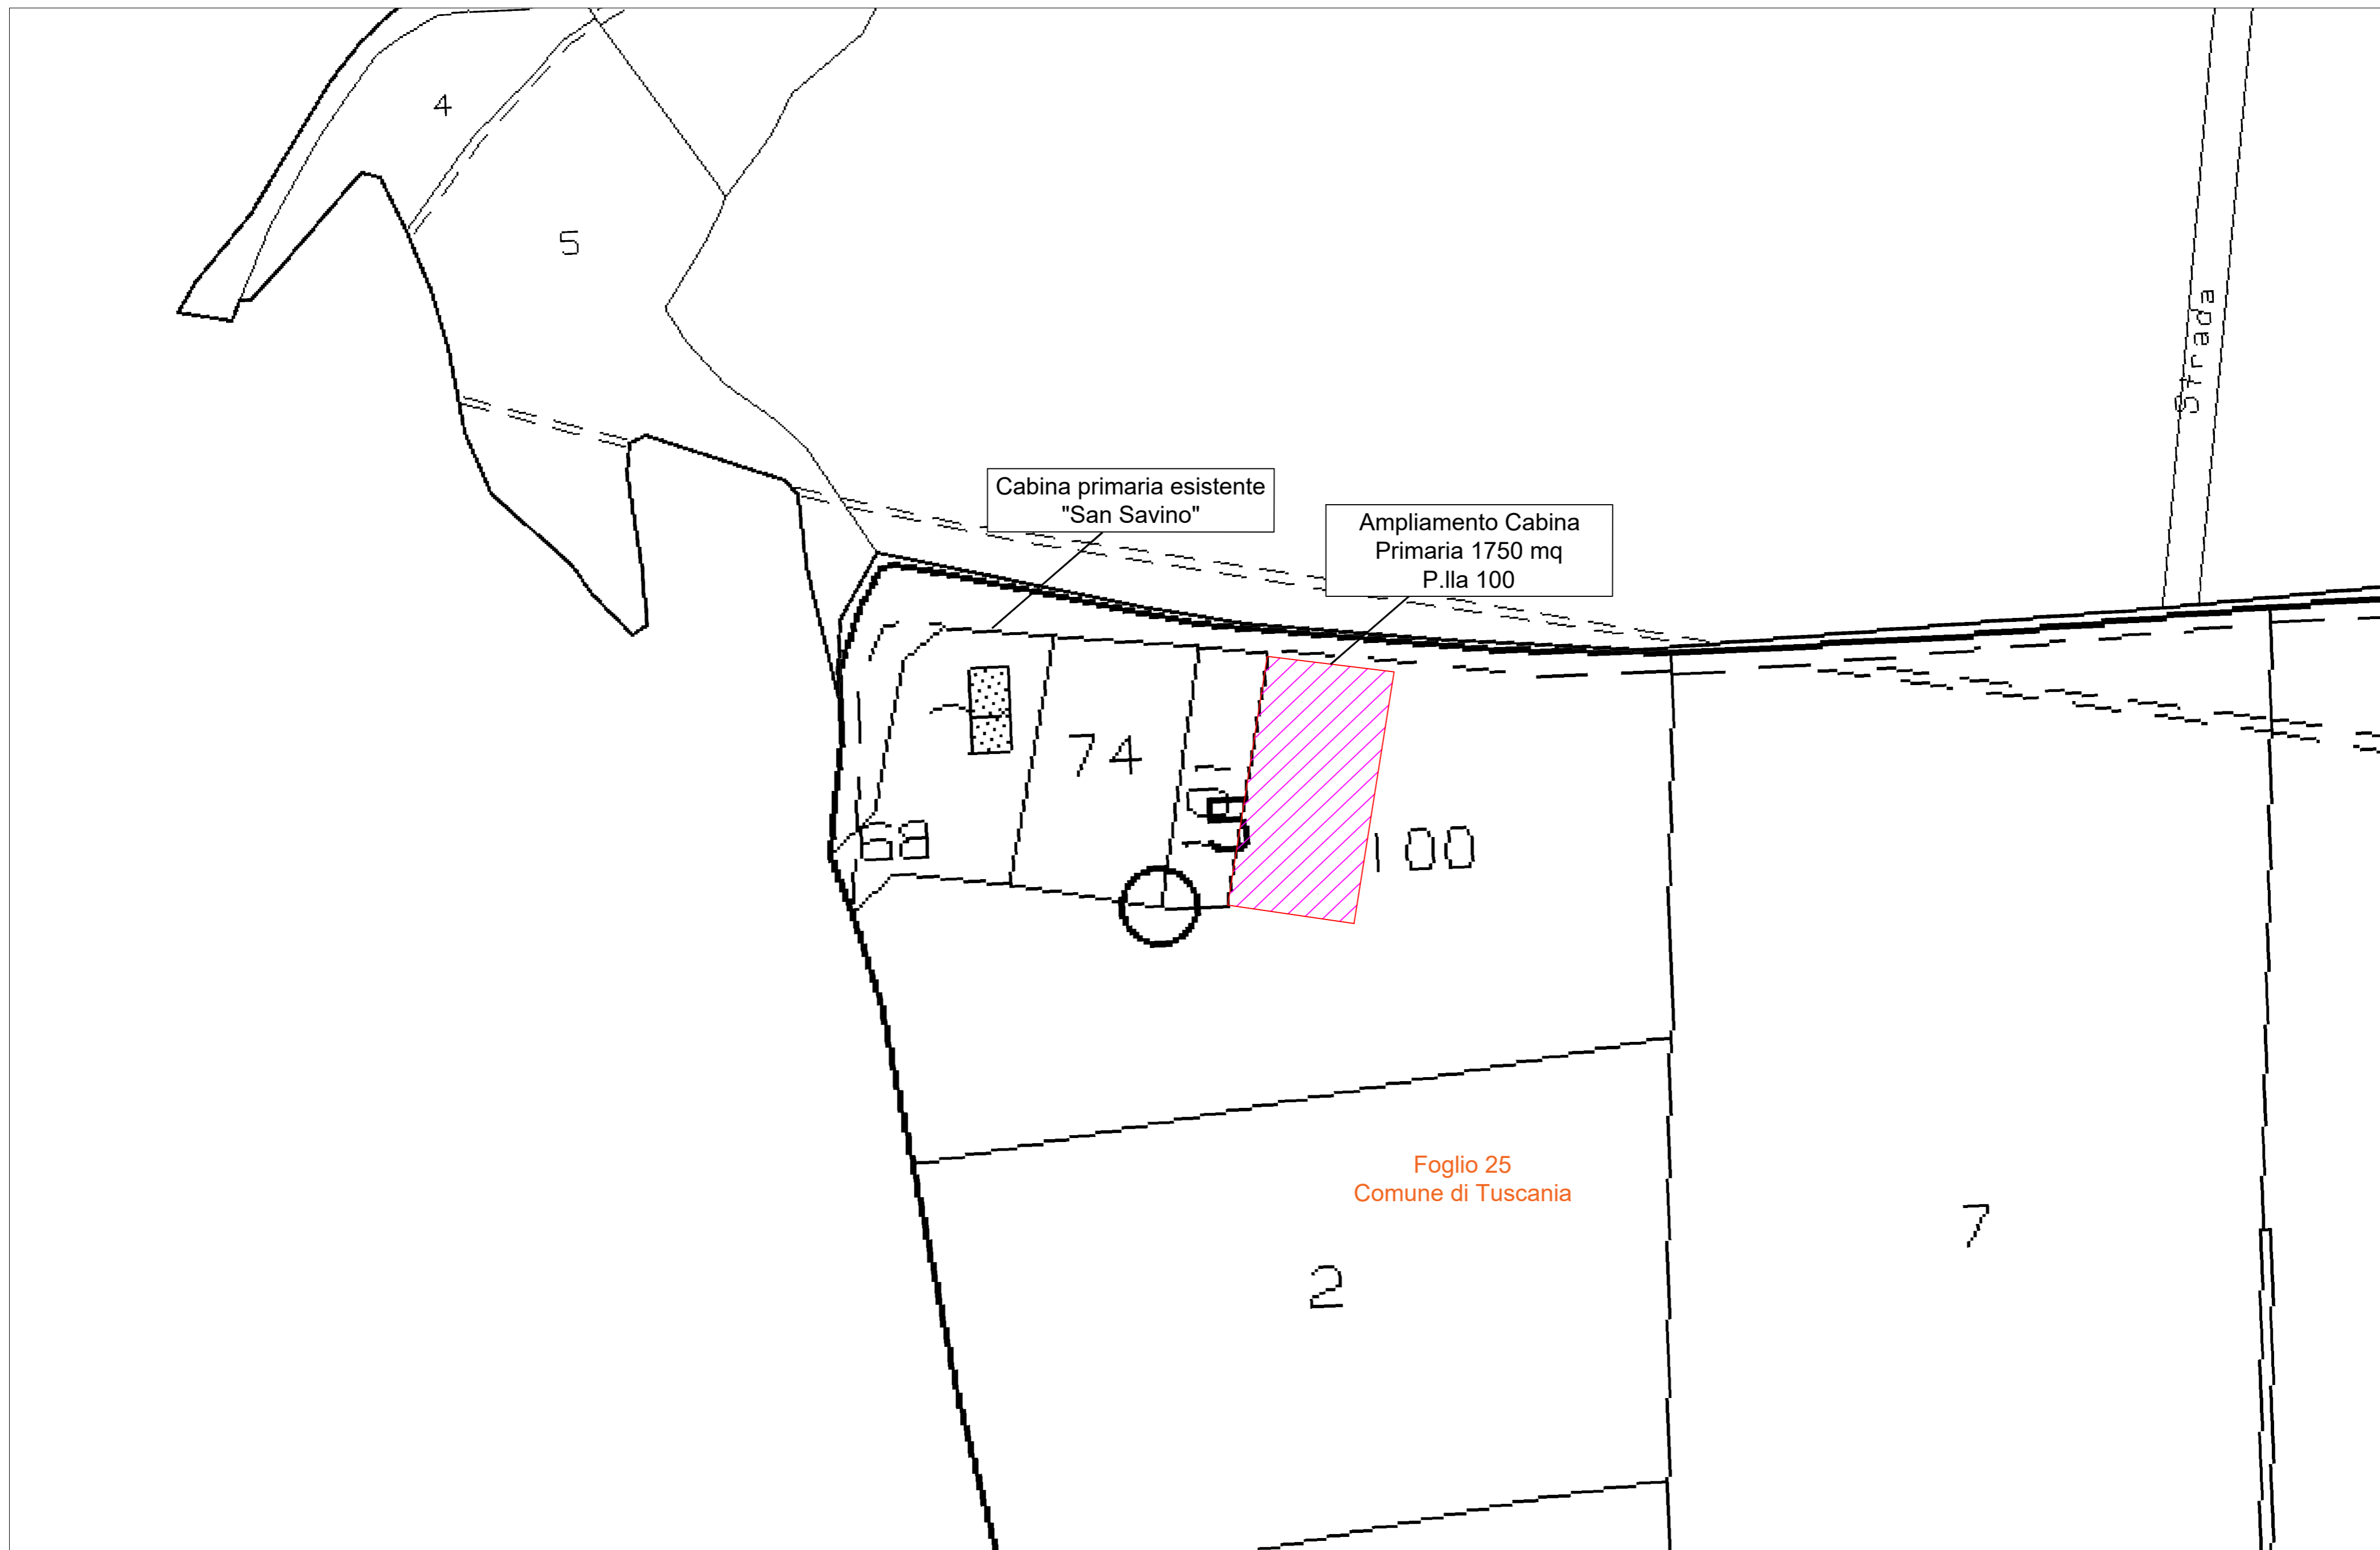 4
5
Strada
Cabina primaria esistente
"San Savino"
Ampliamento Cabina
Primaria 1750 mq
P.lla 100
74
101
68
100
Foglio 25
Comune di Tuscania
7
2